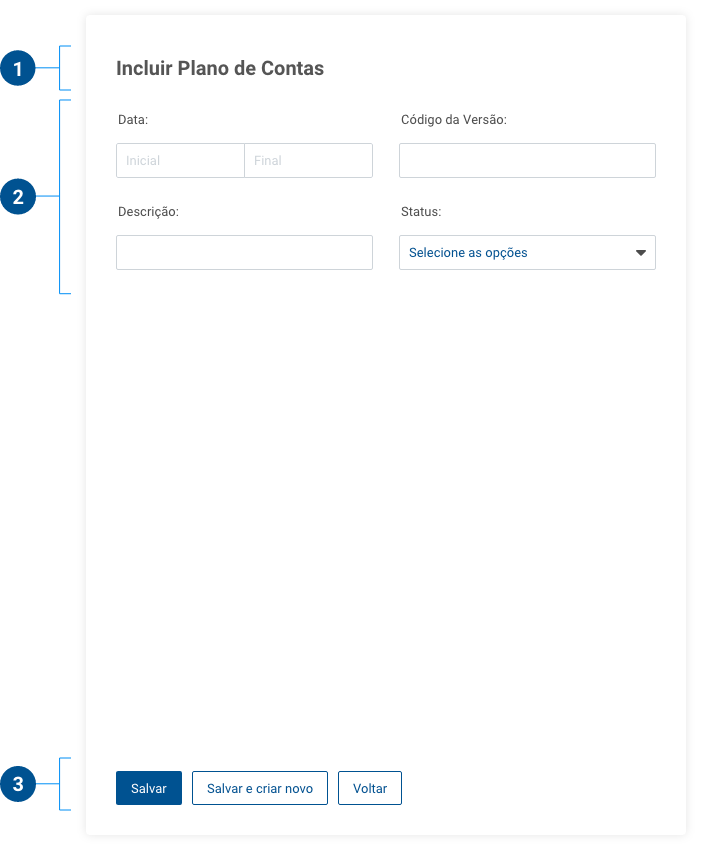 1
Incluir Plano de Contas
2
Data:
Código da Versão:
Inicial
Final
Descrição:
Status:
Selecione as opções
3
Salvar
Salvar e criar novo
Voltar